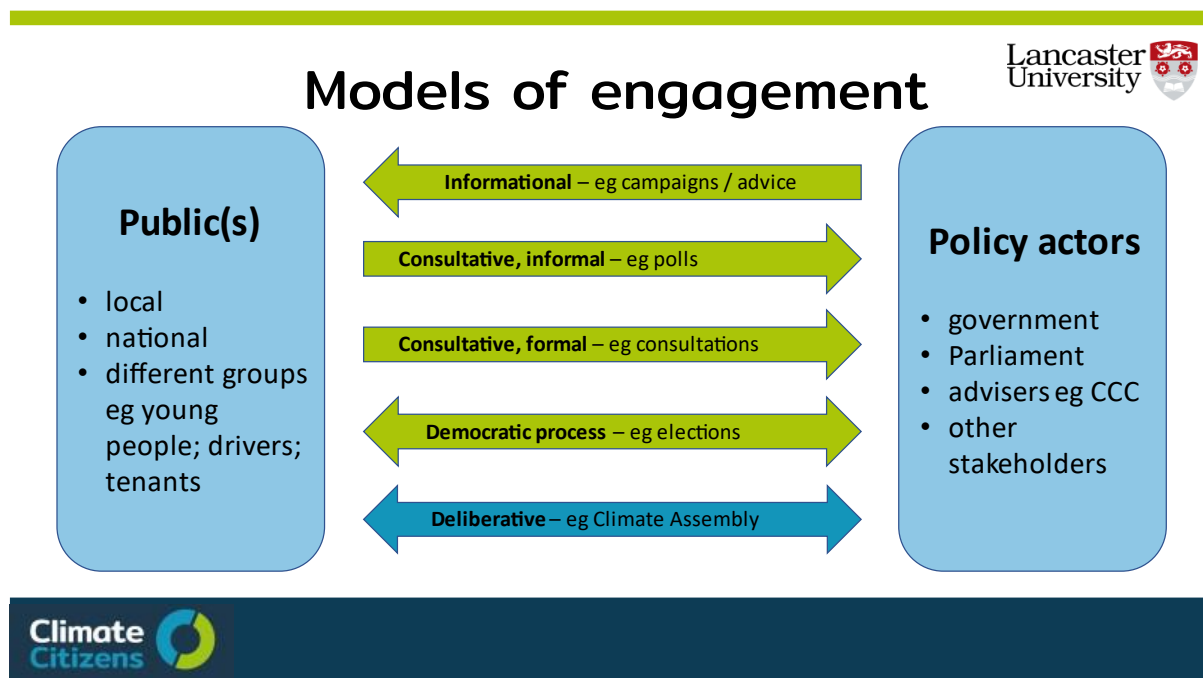 Lancaster
University
Models of engagement
Public(s)
• local
• national
• different groups
eg young
people; drivers;
tenants
Informational – eg campaigns / advice
Consultative, informal – eg polls
Consultative, formal – eg consultations
Democratic process – eg elections
Deliberative – eg Climate Assembly
Policy actors
• government
• Parliament
• advisers eg CCC
• other
stakeholders
Climate
Citizens